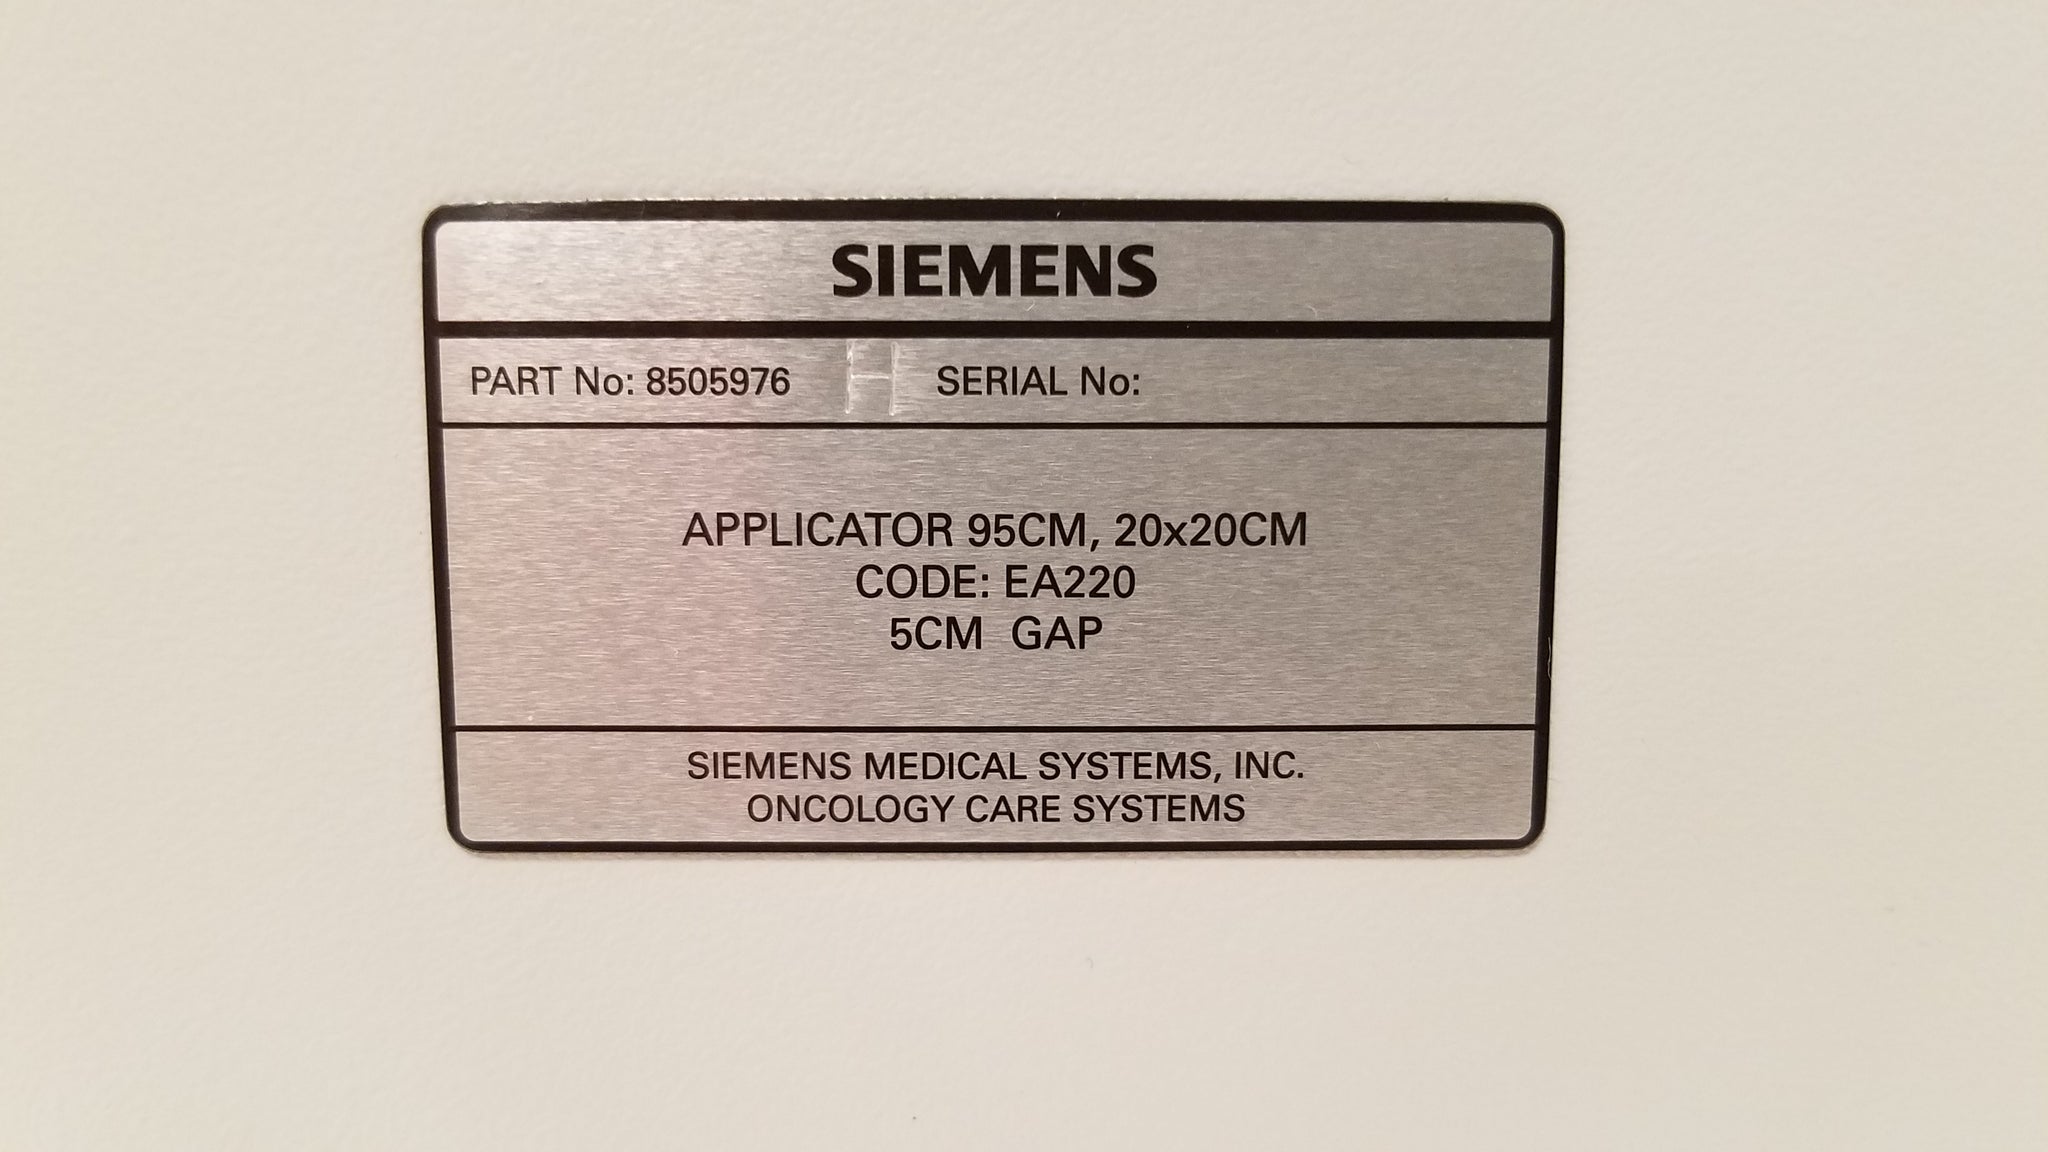 SIEMENS
PART No: 8505976 H SERIAL No:
APPLICATOR 95CM, 20x20CM
CODE: EA220
5CM GAP
SIEMENS MEDICAL SYSTEMS, INC.
ONCOLOGY CARE SYSTEMS